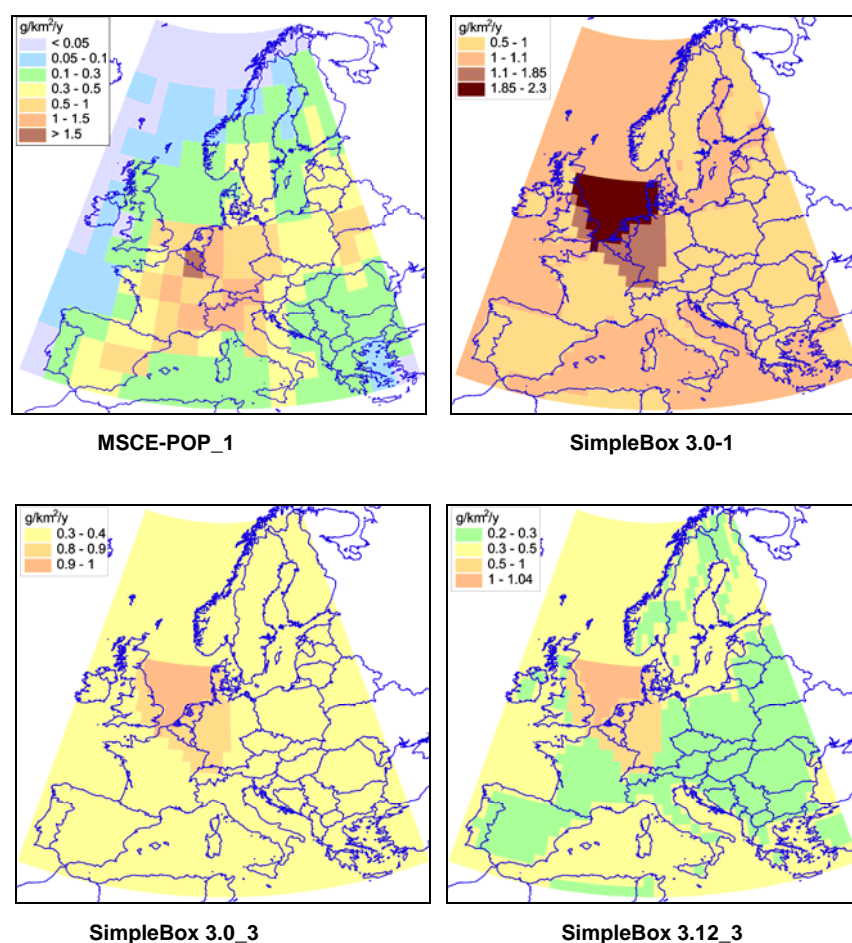 g/km²/y
< 0.05
0.05 - 0.1
0.1 - 0.3
0.3 - 0.5
0.5 - 1
1 - 1.5
> 1.5
MSCE-POP_1
g/km²/y
0.5 - 1
1 - 1.1
1.1 - 1.85
1.85 - 2.3
SimpleBox 3.0-1
g/km²/y
0.3 - 0.4
0.8 - 0.9
0.9 - 1
SimpleBox 3.0_3
g/km²/y
0.2 - 0.3
0.3 - 0.5
0.5 - 1
1 - 1.04
SimpleBox 3.12_3